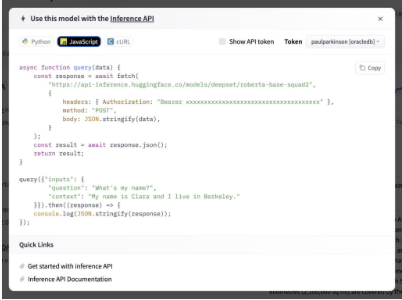 Use this model with the Inference API
×
Python JavaScript cURL Show API token Token paulparkinson [oracledb]
Copy
async function query(data) {
const response = await fetch(
"https://api-inference.huggingface.co/models/deepset/roberta-base-squad2",
{
headers: { Authorization: "Bearer xxxxxxxxxxxxxxxxxxxxxxxxxxxxxxxxxxxxx" },
method: "POST",
body: JSON.stringify(data),
}
);
const result = await response.json();
return result;
}
query({"inputs": {
"question": "What's my name?",
"context": "My name is Clara and I live in Berkeley."
}}).then((response) => {
console.log(JSON.stringify(response));
});
Quick Links
Get started with Inference API
Inference API Documentation